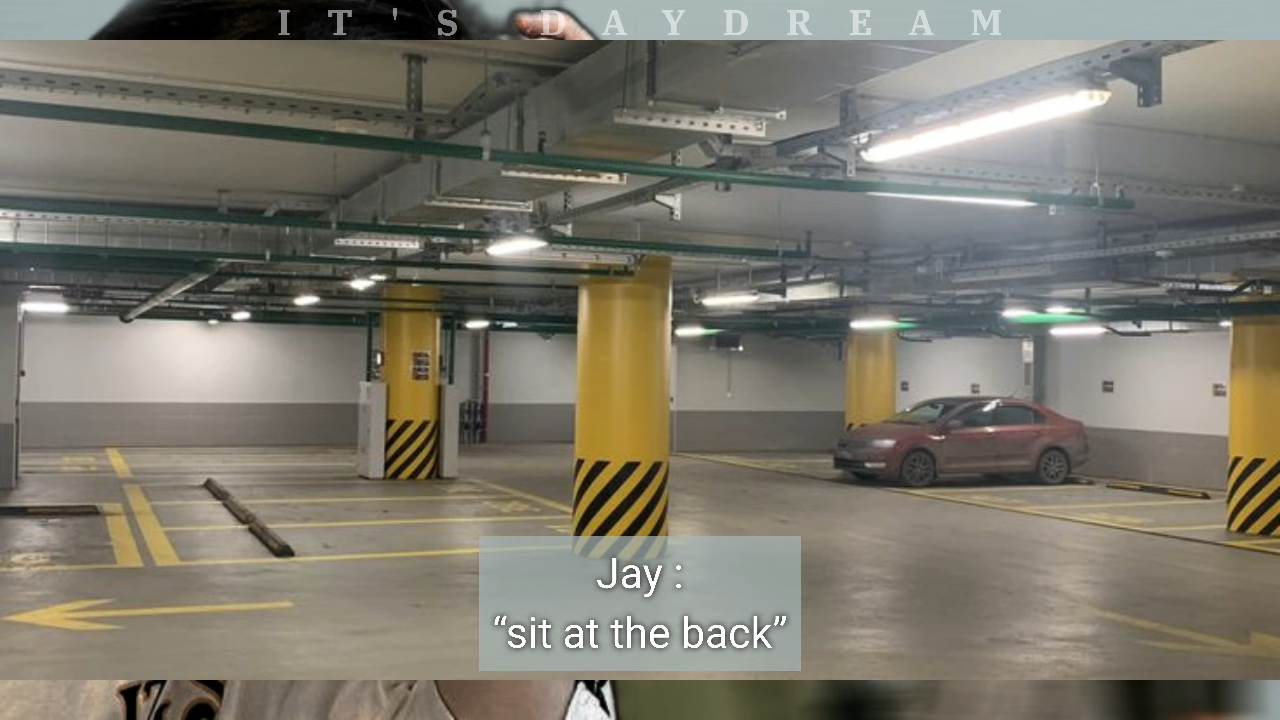 IT'S DAYDREAM
Jay :
“sit at the back”